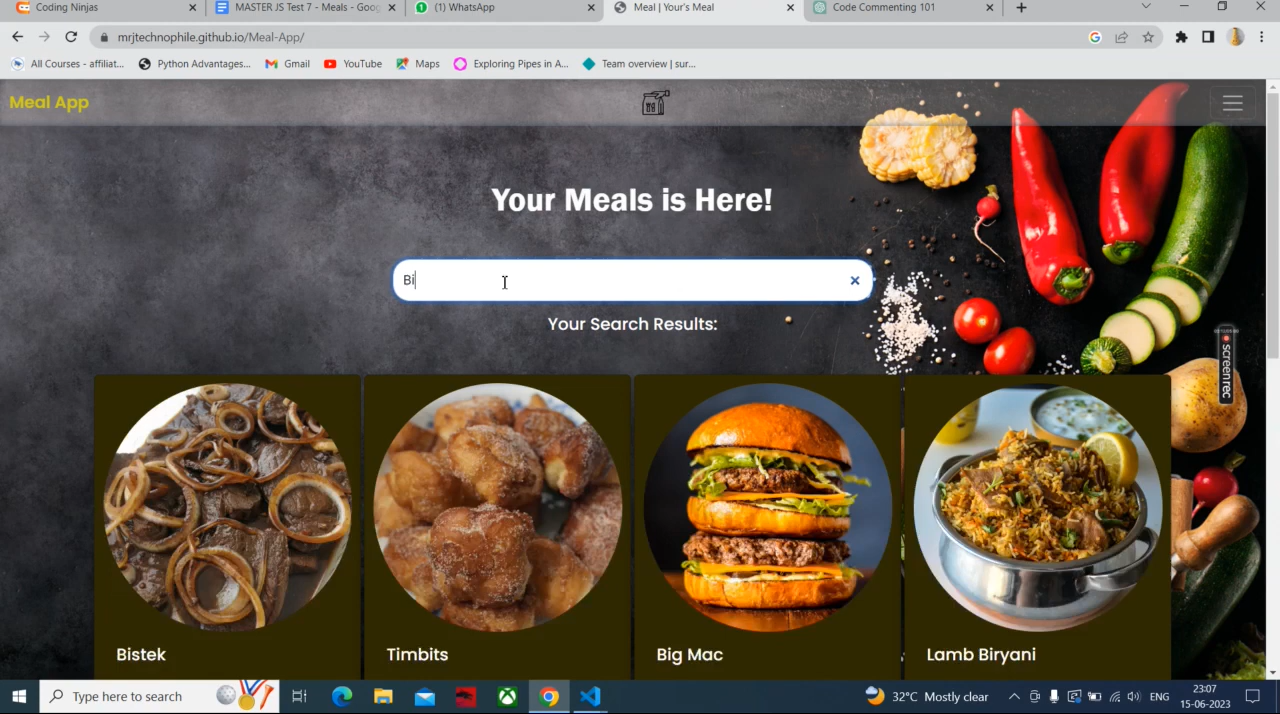 Coding Ninjas
MASTER JS Test 7 - Meals - Goog
(1) WhatsApp
Meal | Your's Meal
Code Commenting 101
mrjtechnophile.github.io/Meal-App/
All Courses - affiliat...
Python Advantages...
Gmail
YouTube
Maps
Exploring Pipes in A...
Team overview | sur...
Meal App
Your Meals is Here!
Bi
Your Search Results:
screenrec
Bistek
Timbits
Big Mac
Lamb Biryani
Type here to search
32°C Mostly clear
ENG
23:07
15-06-2023